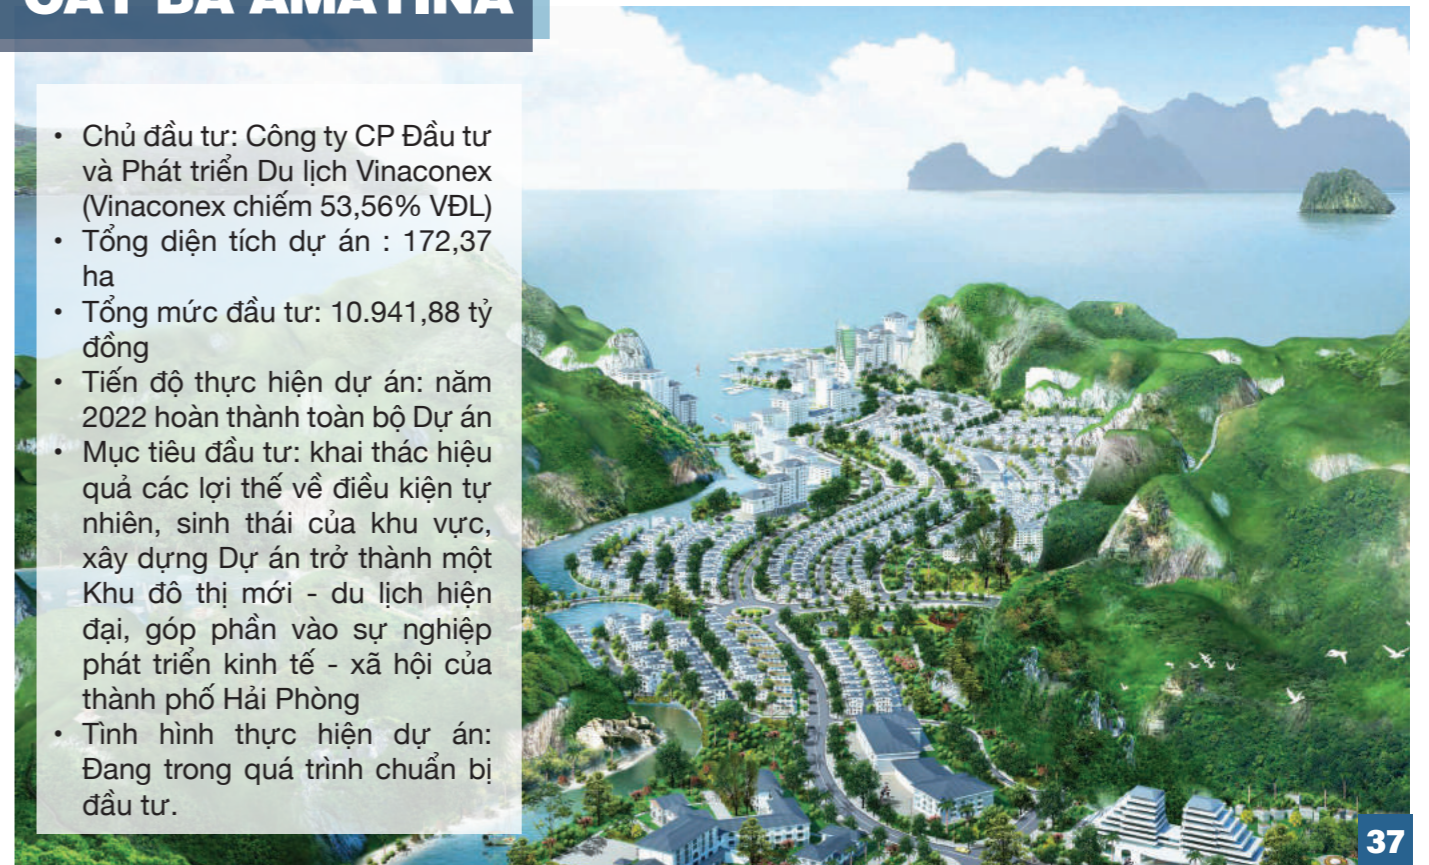 CÁT BÀ AMATINA
• Chủ đầu tư: Công ty CP Đầu tư
và Phát triển Du lịch Vinaconex
(Vinaconex chiếm 53,56% VĐL)
• Tổng diện tích dự án : 172,37
ha
• Tổng mức đầu tư: 10.941,88 tỷ
đồng
• Tiến độ thực hiện dự án: năm
2022 hoàn thành toàn bộ Dự án
• Mục tiêu đầu tư: khai thác hiệu
quả các lợi thế về điều kiện tự
nhiên, sinh thái của khu vực,
xây dựng Dự án trở thành một
Khu đô thị mới - du lịch hiện
đại, góp phần vào sự nghiệp
phát triển kinh tế - xã hội của
thành phố Hải Phòng
• Tình hình thực hiện dự án:
Đang trong quá trình chuẩn bị
đầu tư.
37